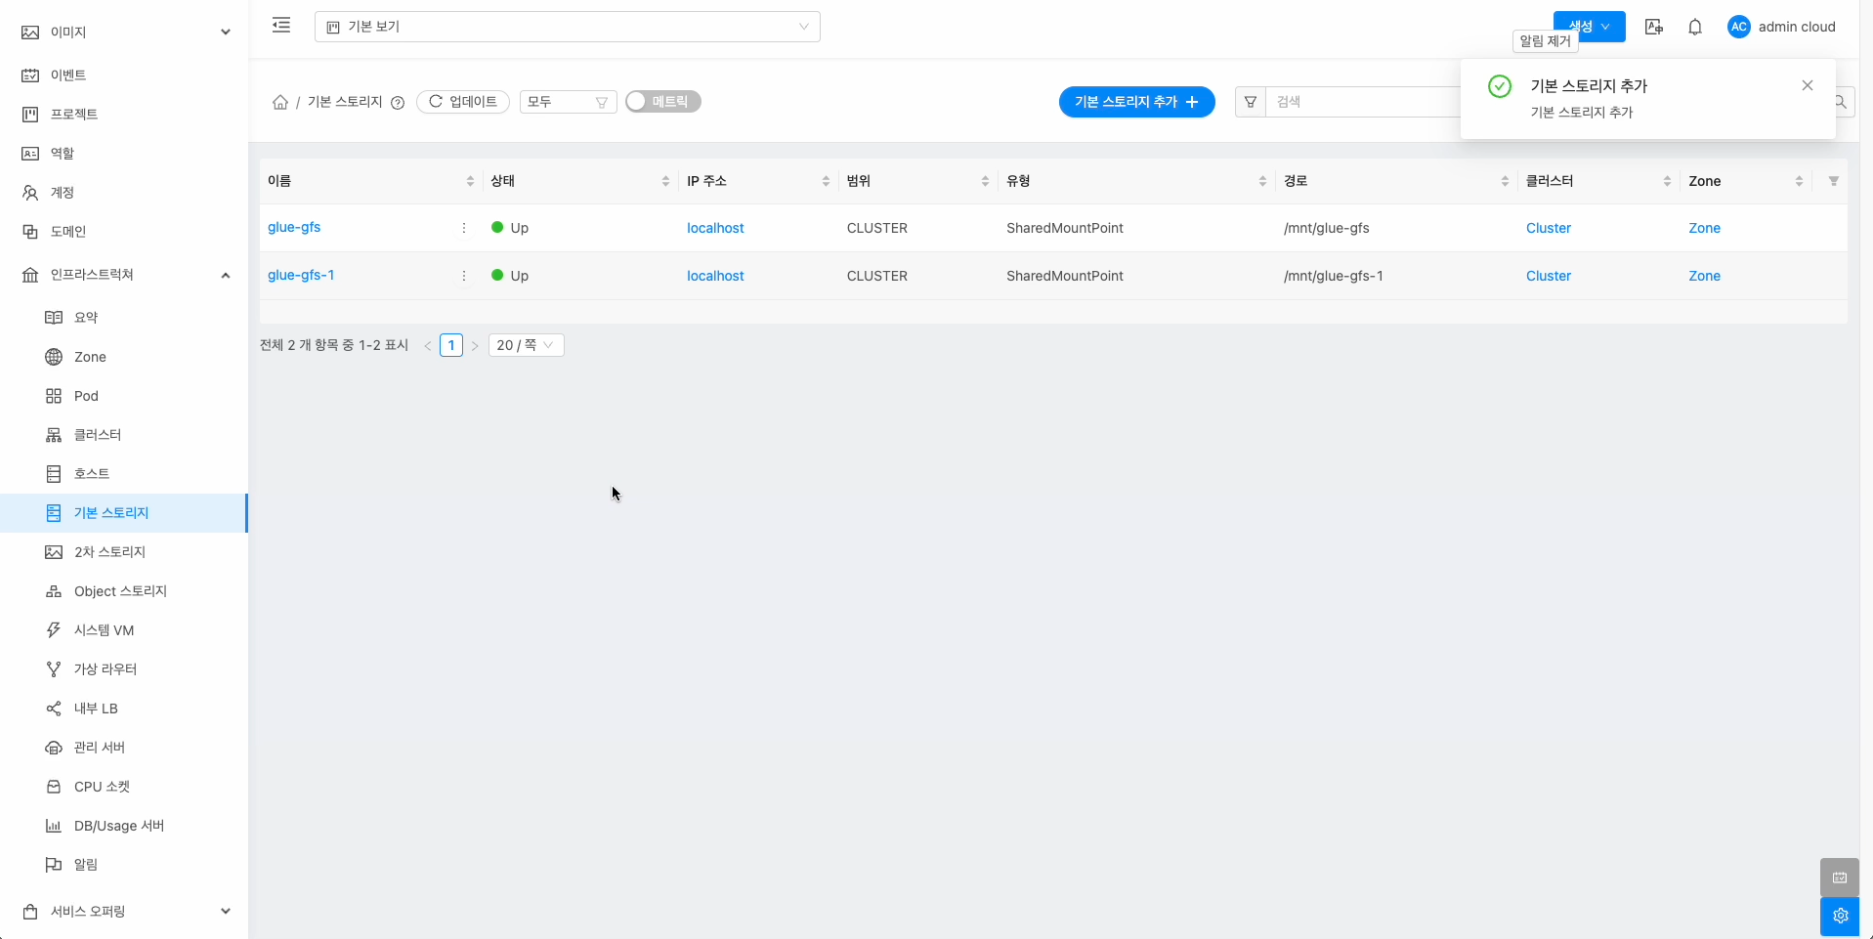 이미지
이벤트
프로젝트
역할
계정
도메인
인프라스트럭쳐
요약
Zone
Pod
클러스터
호스트
기본 스토리지
2차 스토리지
Object 스토리지
시스템 VM
가상 라우터
내부 LB
관리 서버
CPU 소켓
DB/Usage 서버
알림
서비스 오퍼링
기본 보기
생성
AC admin cloud
알림 제거
기본 스토리지 추가
기본 스토리지 추가
/ 기본 스토리지 업데이트 모두 메트릭 기본 스토리지 추가 + 검색
이름 상태 IP 주소 범위 유형 경로 클러스터 Zone
glue-gfs Up localhost CLUSTER SharedMountPoint /mnt/glue-gfs Cluster Zone
glue-gfs-1 Up localhost CLUSTER SharedMountPoint /mnt/glue-gfs-1 Cluster Zone
전체 2 개 항목 중 1-2 표시 < 1 > 20 / 쪽